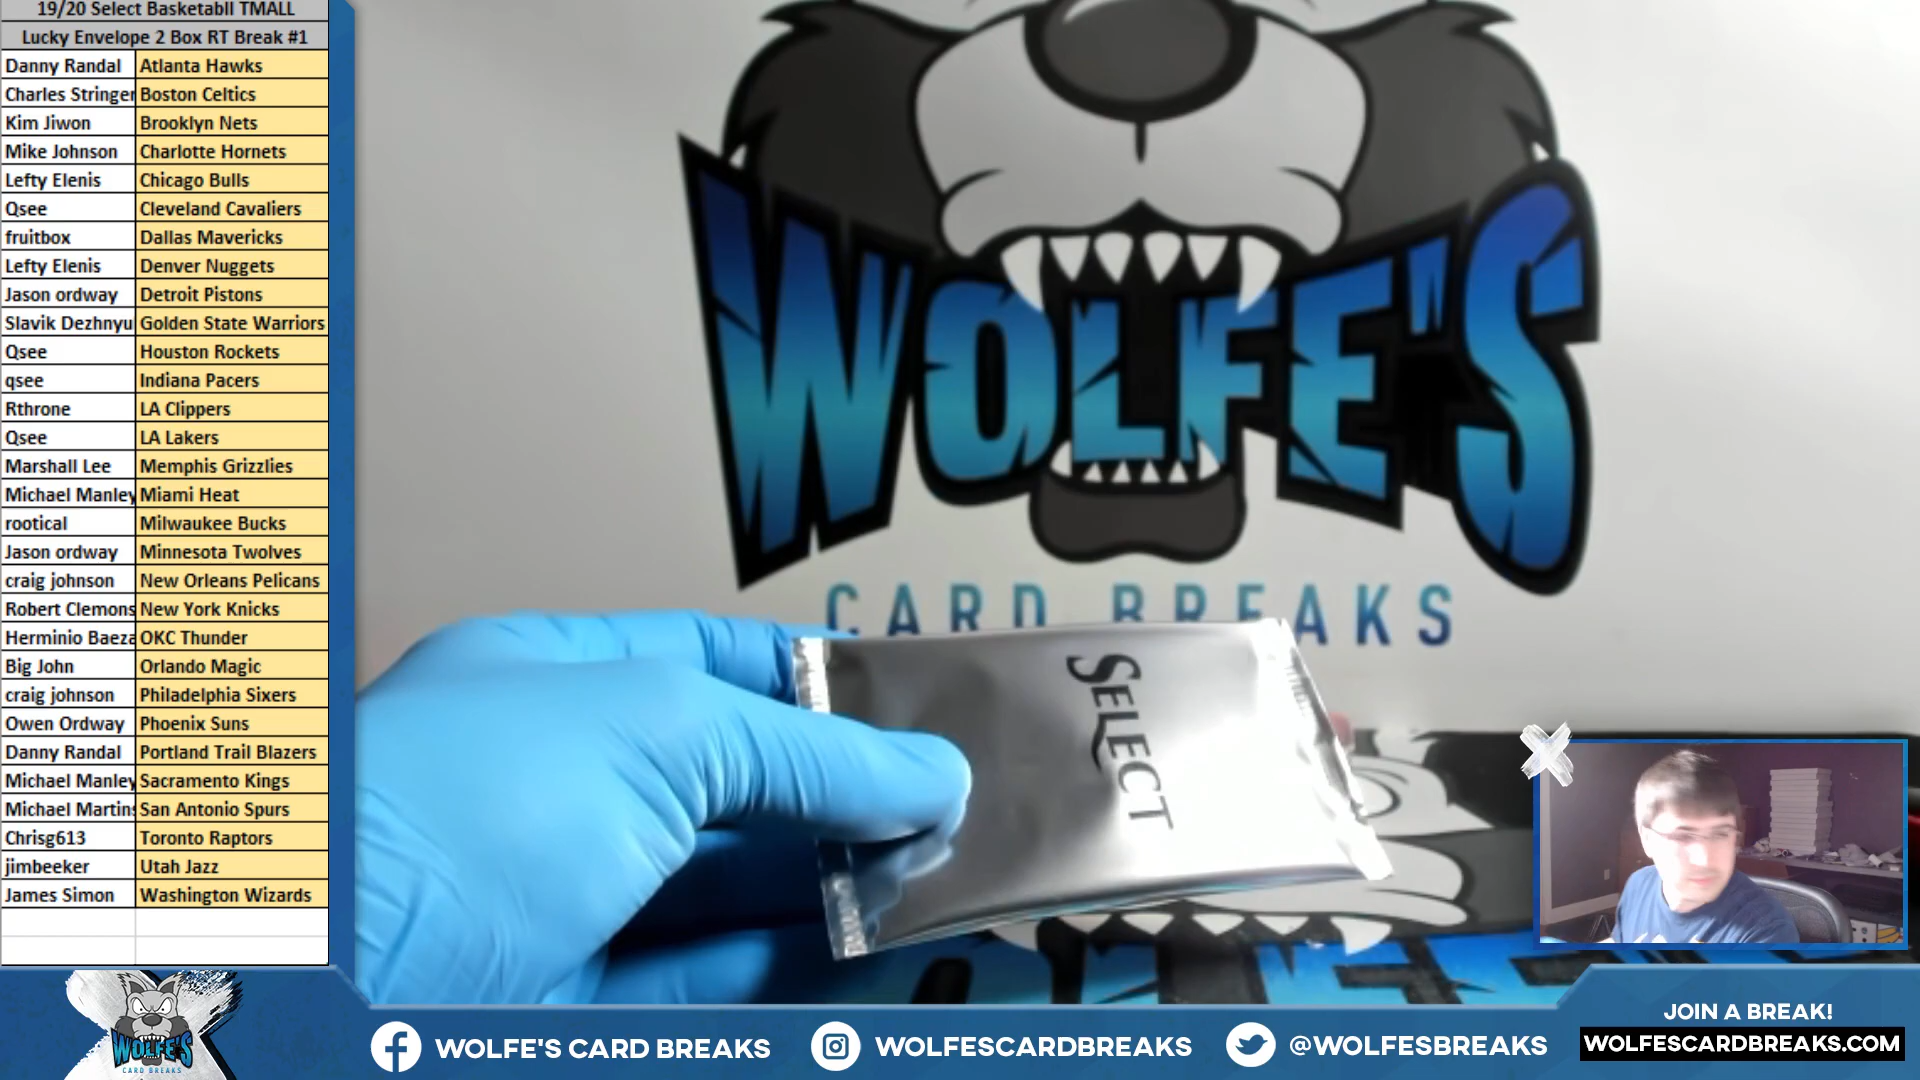 19/20 Select Basketabll TMALL
Lucky Envelope 2 Box RT Break #1
Danny Randal Atlanta Hawks
Charles Stringer Boston Celtics
Kim Jiwon Brooklyn Nets
Mike Johnson Charlotte Hornets
Lefty Elenis Chicago Bulls
Qsee Cleveland Cavaliers
fruitbox Dallas Mavericks
Lefty Elenis Denver Nuggets
Jason ordway Detroit Pistons
Slavik Dezhnyu Golden State Warriors
Qsee Houston Rockets
qsee Indiana Pacers
Rthrone LA Clippers
Qsee LA Lakers
Marshall Lee Memphis Grizzlies
Michael Manley Miami Heat
rootical Milwaukee Bucks
Jason ordway Minnesota Twolves
craig johnson New Orleans Pelicans
Robert Clemons New York Knicks
Herminio Baeza OKC Thunder
Big John Orlando Magic
craig johnson Philadelphia Sixers
Owen Ordway Phoenix Suns
Danny Randal Portland Trail Blazers
Michael Manley Sacramento Kings
Michael Martins San Antonio Spurs
Chrisg613 Toronto Raptors
jimbeeker Utah Jazz
James Simon Washington Wizards
WOLFE'S
CARD BREAKS
SELECT
WOLFE'S
CARD BREAKS
WOLFE'S CARD BREAKS
WOLFESCARDBREAKS
@WOLFESBREAKS
JOIN A BREAK!
WOLFESCARDBREAKS.COM